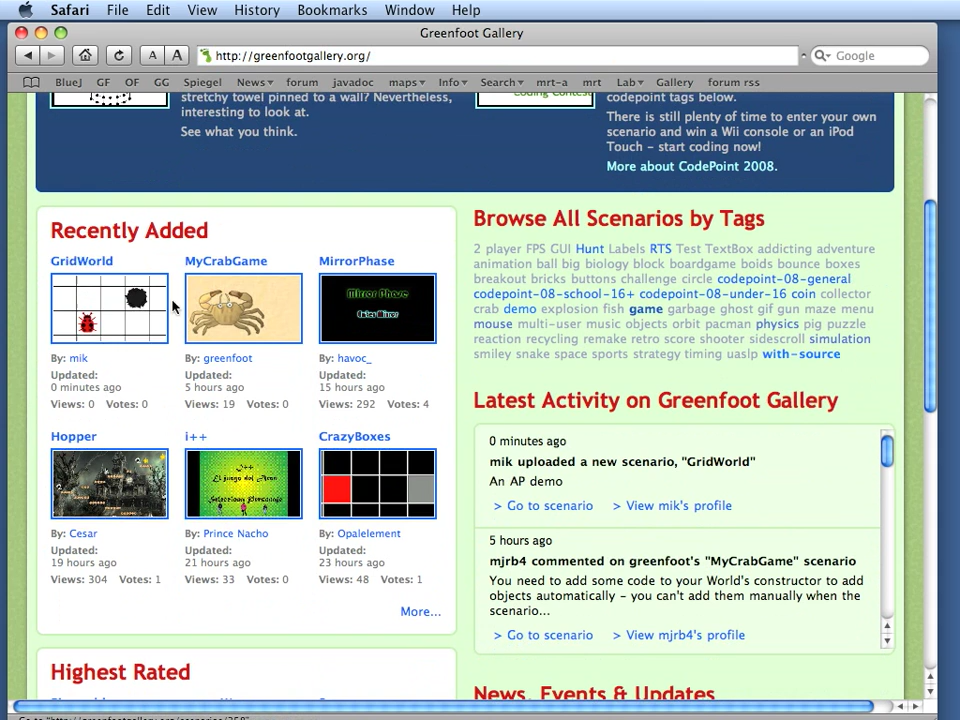 Safari File Edit View History Bookmarks Window Help
Greenfoot Gallery
A A http://greenfootgallery.org/ Google
BlueJ GF OF GG Spiegel News forum javadoc maps Info Search mrt-a mrt Lab Gallery forum rss
stretchy towel pinned to a wall? Nevertheless,
interesting to look at.
See what you think.
Coding Contest
codepoint tags below.
There is still plenty of time to enter your own
scenario and win a Wii console or an iPod
Touch - start coding now!
More about CodePoint 2008.
Recently Added
GridWorld MyCrabGame MirrorPhase
Mirror Phase
By: mik By: greenfoot By: havoc_
Updated: Updated: Updated:
0 minutes ago 5 hours ago 15 hours ago
Views: 0 Votes: 0 Views: 19 Votes: 0 Views: 292 Votes: 4
Hopper i++ CrazyBoxes
i++
By: Cesar By: Prince Nacho By: Opalelement
Updated: Updated: Updated:
19 hours ago 21 hours ago 23 hours ago
Views: 304 Votes: 1 Views: 33 Votes: 0 Views: 48 Votes: 1
More...
Highest Rated
Browse All Scenarios by Tags
2 player FPS GUI Hunt Labels RTS Test TextBox addicting adventure
animation ball big biology block boardgame boids bounce boxes
breakout bricks buttons challenge circle codepoint-08-general
codepoint-08-school-16+ codepoint-08-under-16 coin collector
crab demo explosion fish game garbage ghost gif gun maze menu
mouse multi-user music objects orbit pacman physics pig puzzle
reaction recycling remake retro score shooter sidescroll simulation
smiley snake space sports strategy timing uaslp with-source
Latest Activity on Greenfoot Gallery
0 minutes ago
mik uploaded a new scenario, "GridWorld"
An AP demo
> Go to scenario > View mik's profile
5 hours ago
mjrb4 commented on greenfoot's "MyCrabGame" scenario
You need to add some code to your World's constructor to add
objects automatically - you can't add them manually when the
scenario...
> Go to scenario > View mjrb4's profile
News, Events & Updates